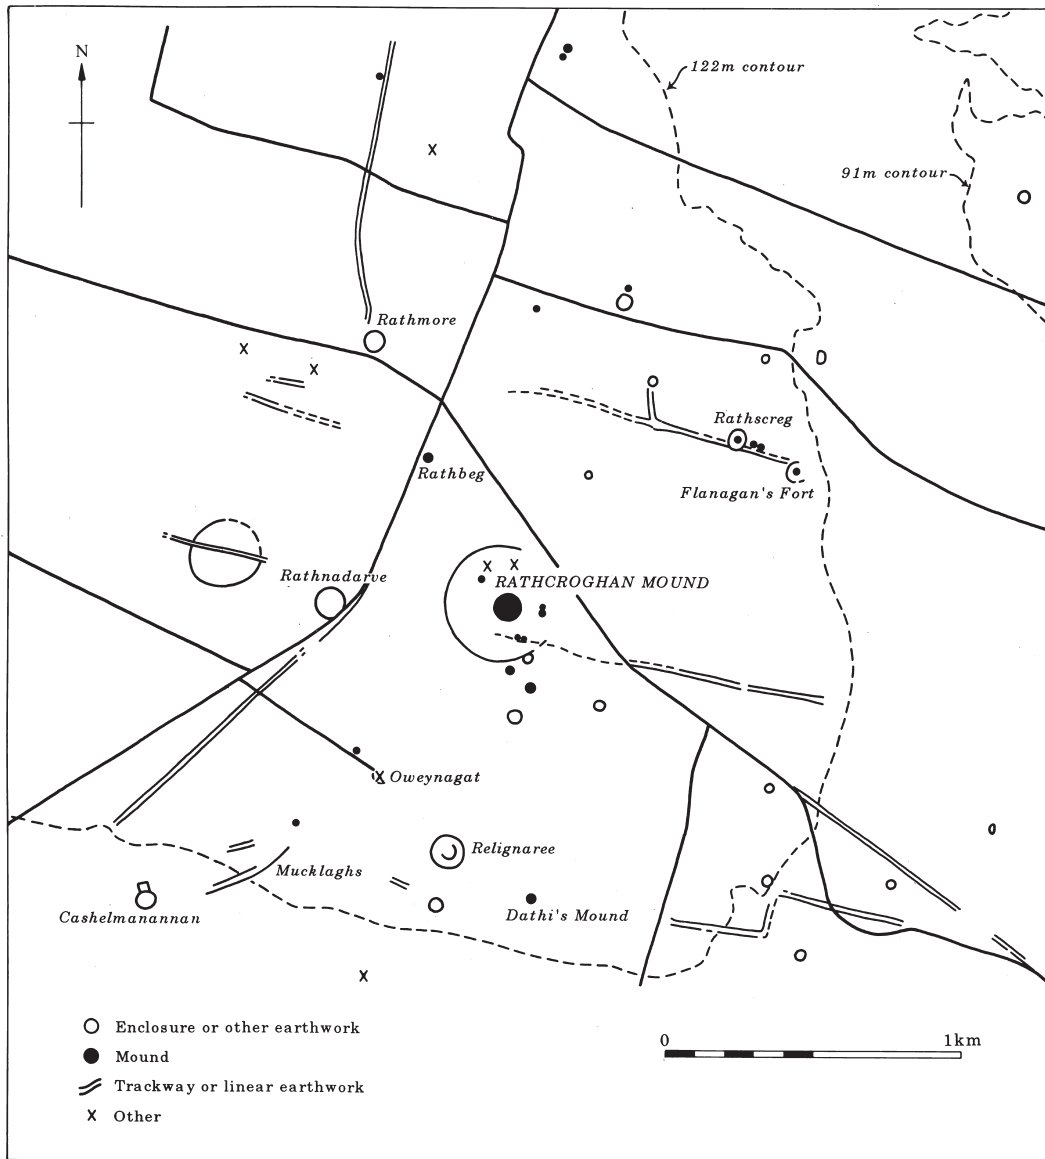 N
122m contour
91m contour
Rathmore
Rathscreg
Rathbeg
Flanagan's Fort
Rathnadarve
RATHCROGHAN MOUND
Oweynagat
Relignaree
Mucklaghs
Cashelmanannan
Dathi's Mound
Enclosure or other earthwork
Mound
Trackway or linear earthwork
X Other
0 1km